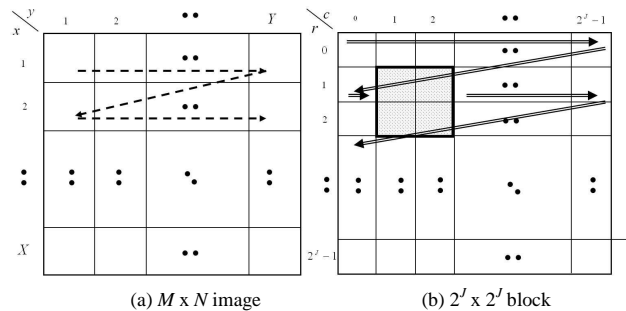 y 1 2 •• Y
x
1 ••
2 ••
X ••
(a) M x N image
c 0 1 2 •• 2^J – 1
r
0 ••
1 ••
2 ••
2^J – 1 ••
(b) 2^J x 2^J block